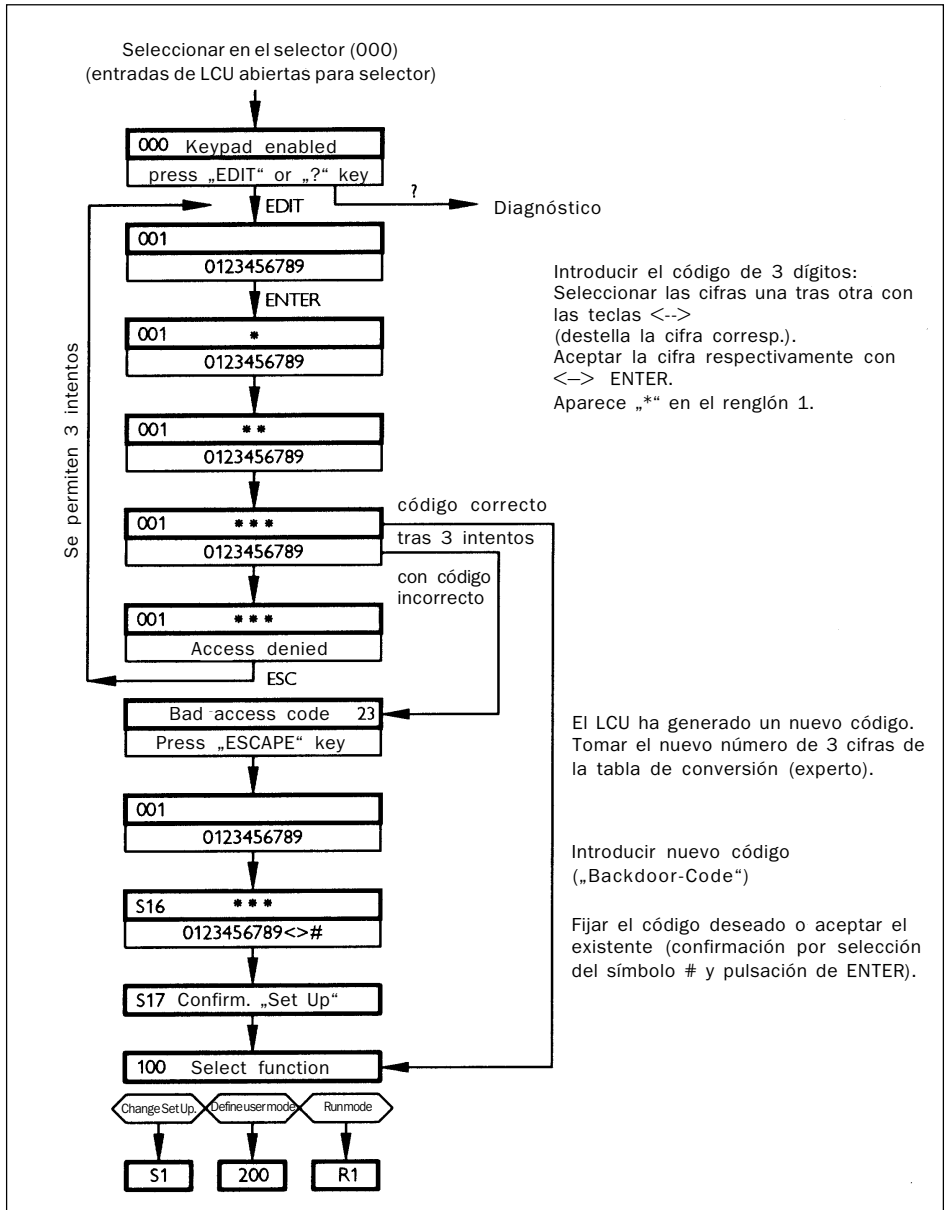 Seleccionar en el selector (000)
(entradas de LCU abiertas para selector)
000 Keypad enabled
press „EDIT“ or „?“ key
?
EDIT
Diagnóstico
001
0123456789
Introducir el código de 3 dígitos:
Seleccionar las cifras una tras otra con
las teclas <-->
(destella la cifra corresp.).
Aceptar la cifra respectivamente con
<—> ENTER.
Aparece „*“ en el renglón 1.
ENTER
001 *
0123456789
Se permiten 3 intentos
001 **
0123456789
código correcto
001 ***
tras 3 intentos
0123456789
con código
incorrecto
001 ***
Access denied
ESC
Bad access code 23
Press „ESCAPE“ key
El LCU ha generado un nuevo código.
Tomar el nuevo número de 3 cifras de
la tabla de conversión (experto).
001
0123456789
Introducir nuevo código
(„Backdoor-Code“)
S16 ***
0123456789<>#
Fijar el código deseado o aceptar el
existente (confirmación por selección
del símbolo # y pulsación de ENTER).
S17 Confirm. „Set Up“
100 Select function
Change Set Up. Define user mode Run mode
S1 200 R1